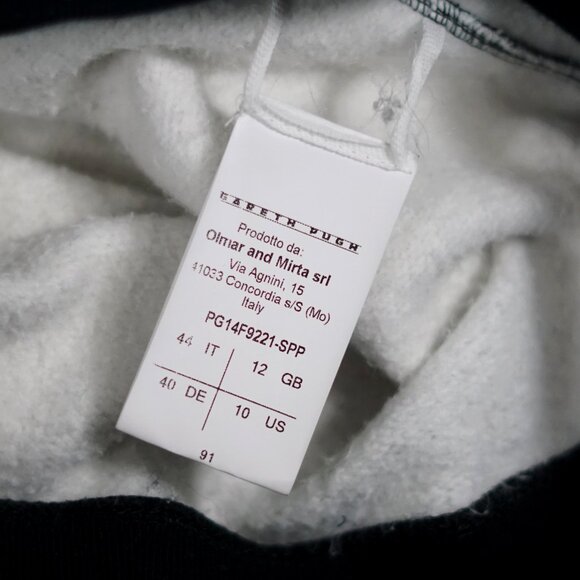 GARETH PUGH
Prodotto da:
Olmar and Mirta srl
Via Agnini, 15
41033 Concordia s/S (Mo)
Italy
PG14F9221-SPP
44 IT 12 GB
40 DE 10 US
91